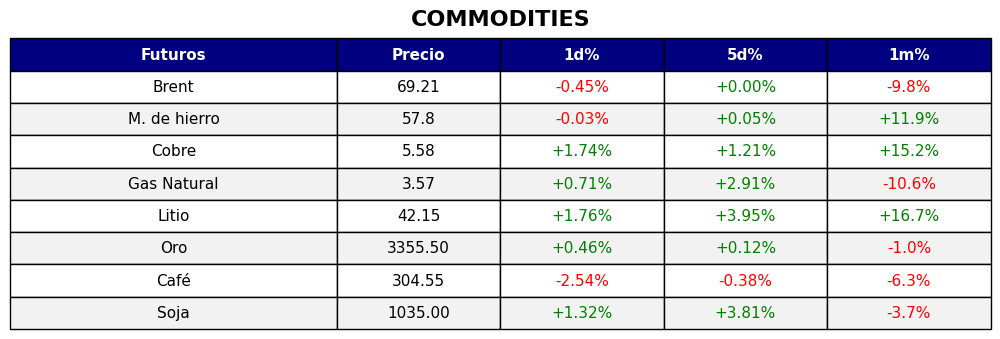 COMMODITIES
Futuros Precio 1d% 5d% 1m%
Brent 69.21 -0.45% +0.00% -9.8%
M. de hierro 57.8 -0.03% +0.05% +11.9%
Cobre 5.58 +1.74% +1.21% +15.2%
Gas Natural 3.57 +0.71% +2.91% -10.6%
Litio 42.15 +1.76% +3.95% +16.7%
Oro 3355.50 +0.46% +0.12% -1.0%
Café 304.55 -2.54% -0.38% -6.3%
Soja 1035.00 +1.32% +3.81% -3.7%